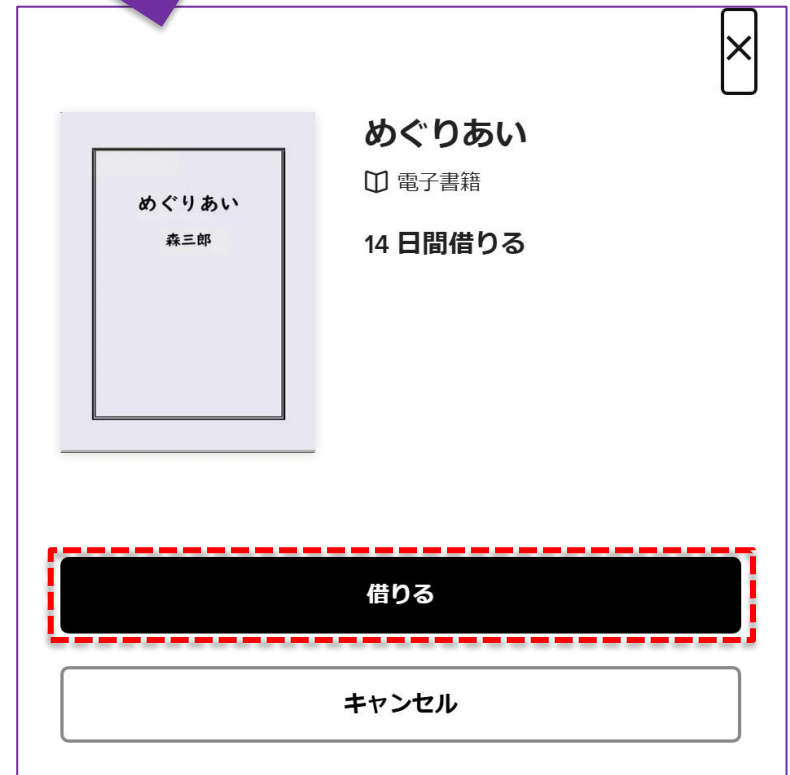 めぐりあい
森三郎
めぐりあい
電子書籍
14 日間借りる
借りる
キャンセル